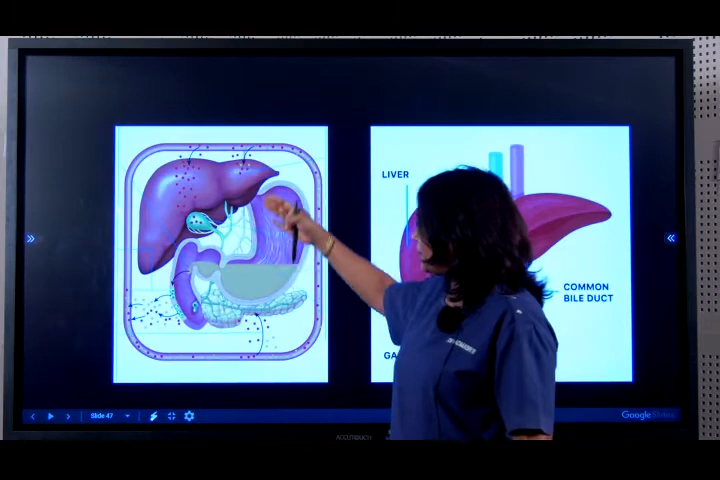 LIVER
COMMON
BILE DUCT
GA
Slide 47
Google Slides